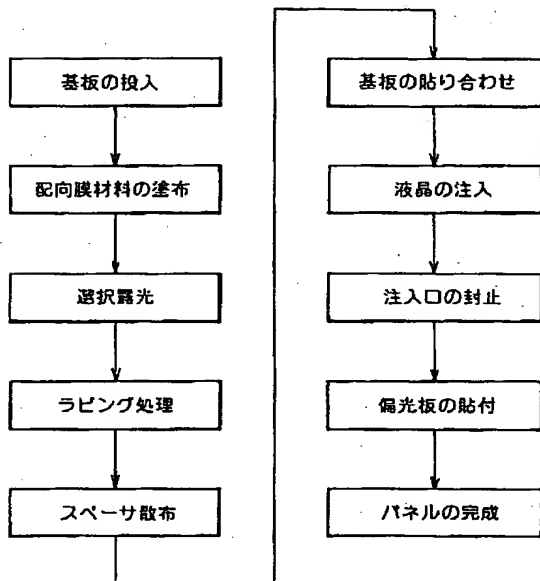 基板の投入
配向膜材料の塗布
選択露光
ラビング処理
スペーサ散布
基板の貼り合わせ
液晶の注入
注入口の封止
偏光板の貼付
パネルの完成